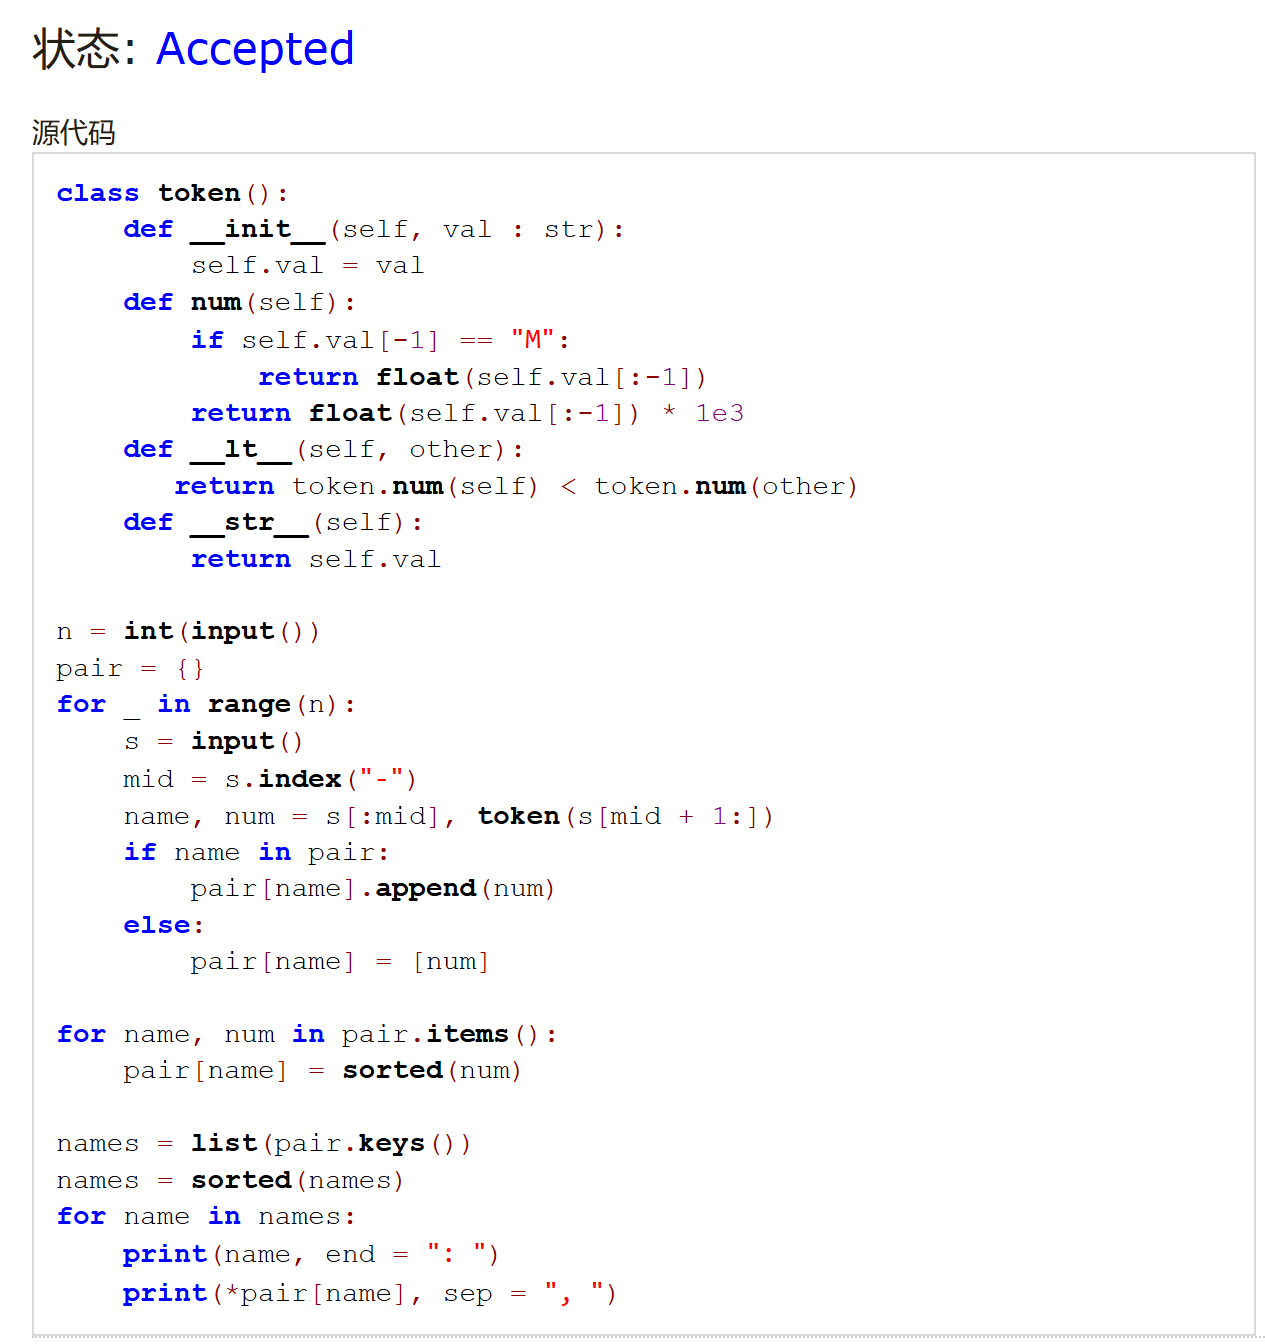 状态: Accepted
源代码
class token():
    def __init__(self, val : str):
        self.val = val
    def num(self):
        if self.val[-1] == "M":
            return float(self.val[:-1])
        return float(self.val[:-1]) * 1e3
    def __lt__(self, other):
       return token.num(self) < token.num(other)
    def __str__(self):
        return self.val

n = int(input())
pair = {}
for _ in range(n):
    s = input()
    mid = s.index("-")
    name, num = s[:mid], token(s[mid + 1:])
    if name in pair:
        pair[name].append(num)
    else:
        pair[name] = [num]

for name, num in pair.items():
    pair[name] = sorted(num)

names = list(pair.keys())
names = sorted(names)
for name in names:
    print(name, end = ": ")
    print(*pair[name], sep = ", ")